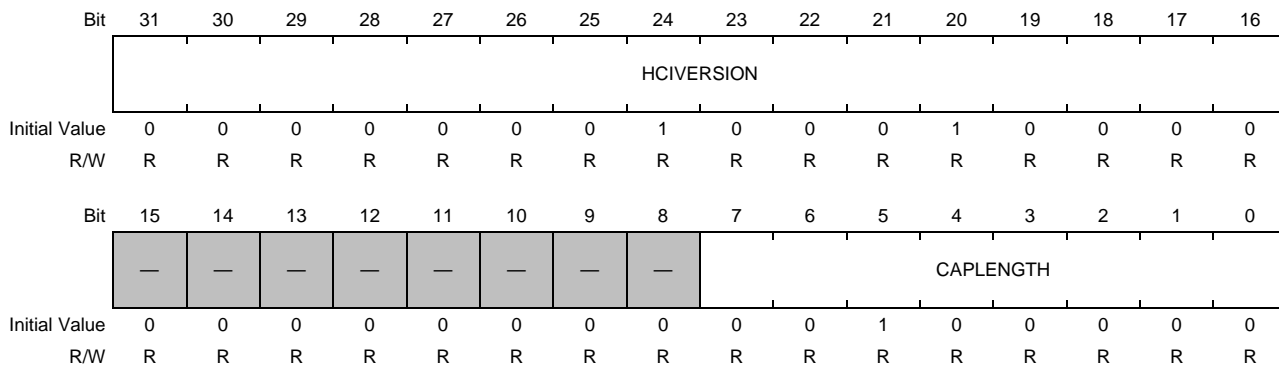 Bit 31 30 29 28 27 26 25 24 23 22 21 20 19 18 17 16
HCIVERSION
Initial Value 0 0 0 0 0 0 0 1 0 0 0 1 0 0 0 0
R/W R R R R R R R R R R R R R R R R
Bit 15 14 13 12 11 10 9 8 7 6 5 4 3 2 1 0
— — — — — — — — CAPLENGTH
Initial Value 0 0 0 0 0 0 0 0 0 0 1 0 0 0 0 0
R/W R R R R R R R R R R R R R R R R